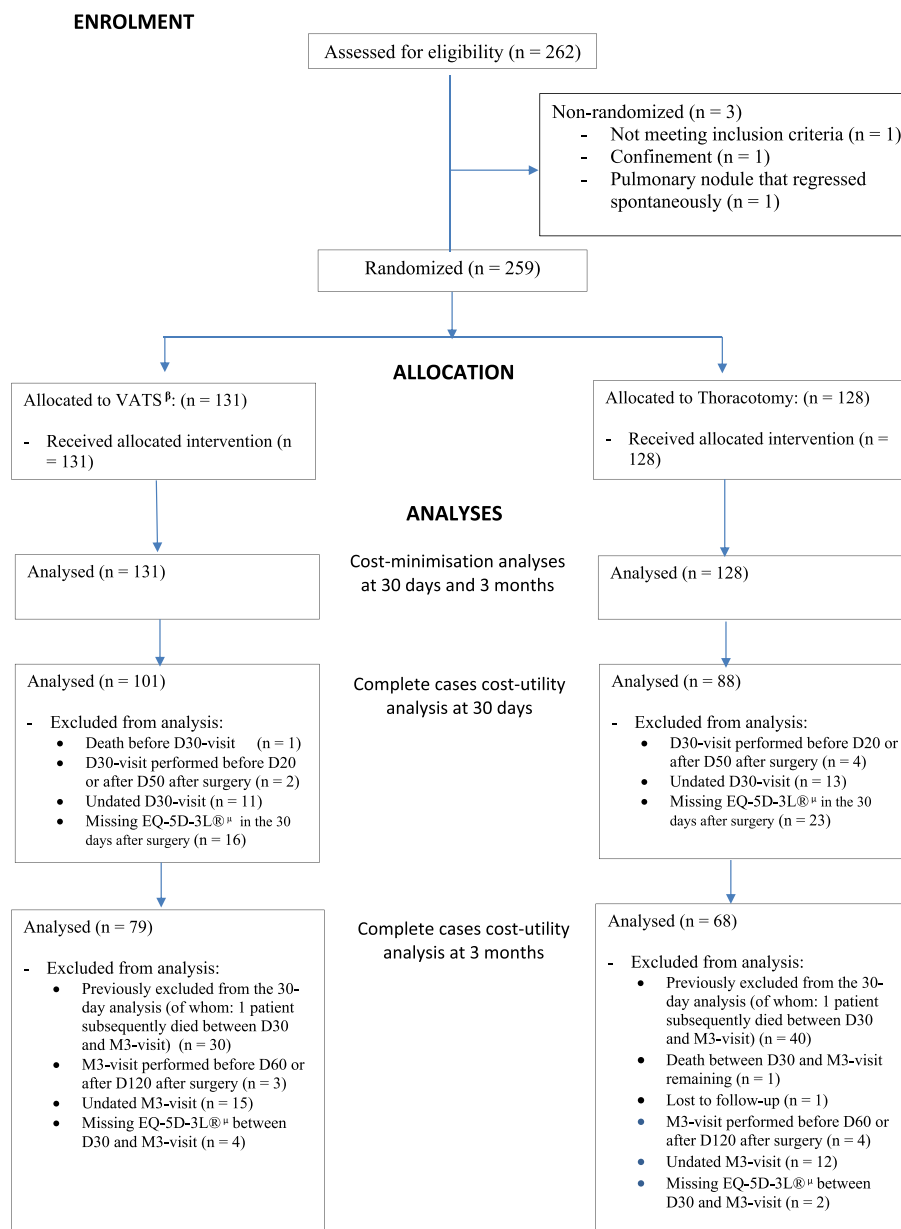 ENROLMENT
Assessed for eligibility (n = 262)
Non-randomized (n = 3)
- Not meeting inclusion criteria (n = 1)
- Confinement (n = 1)
- Pulmonary nodule that regressed
spontaneously (n = 1)
Randomized (n = 259)
ALLOCATION
Allocated to VATS β: (n = 131)
- Received allocated intervention (n
= 131)
Allocated to Thoracotomy: (n = 128)
- Received allocated intervention (n =
128)
ANALYSES
Analysed (n = 131)
Cost-minimisation analyses
at 30 days and 3 months
Analysed (n = 128)
Analysed (n = 101)
- Excluded from analysis:
• Death before D30-visit (n = 1)
• D30-visit performed before D20
or after D50 after surgery (n = 2)
• Undated D30-visit (n = 11)
• Missing EQ-5D-3L® µ in the 30
days after surgery (n = 16)
Complete cases cost-utility
analysis at 30 days
Analysed (n = 88)
- Excluded from analysis:
• D30-visit performed before D20 or
after D50 after surgery (n = 4)
• Undated D30-visit (n = 13)
• Missing EQ-5D-3L® µ in the 30
days after surgery (n = 23)
Analysed (n = 79)
- Excluded from analysis:
• Previously excluded from the 30-
day analysis (of whom: 1 patient
subsequently died between D30
and M3-visit) (n = 30)
• M3-visit performed before D60 or
after D120 after surgery (n = 3)
• Undated M3-visit (n = 15)
• Missing EQ-5D-3L® µ between
D30 and M3-visit (n = 4)
Complete cases cost-utility
analysis at 3 months
Analysed (n = 68)
- Excluded from analysis:
• Previously excluded from the 30-
day analysis (of whom: 1 patient
subsequently died between D30
and M3-visit) (n = 40)
• Death between D30 and M3-visit
remaining (n = 1)
• Lost to follow-up (n = 1)
• M3-visit performed before D60 or
after D120 after surgery (n = 4)
• Undated M3-visit (n = 12)
• Missing EQ-5D-3L® µ between
D30 and M3-visit (n = 2)